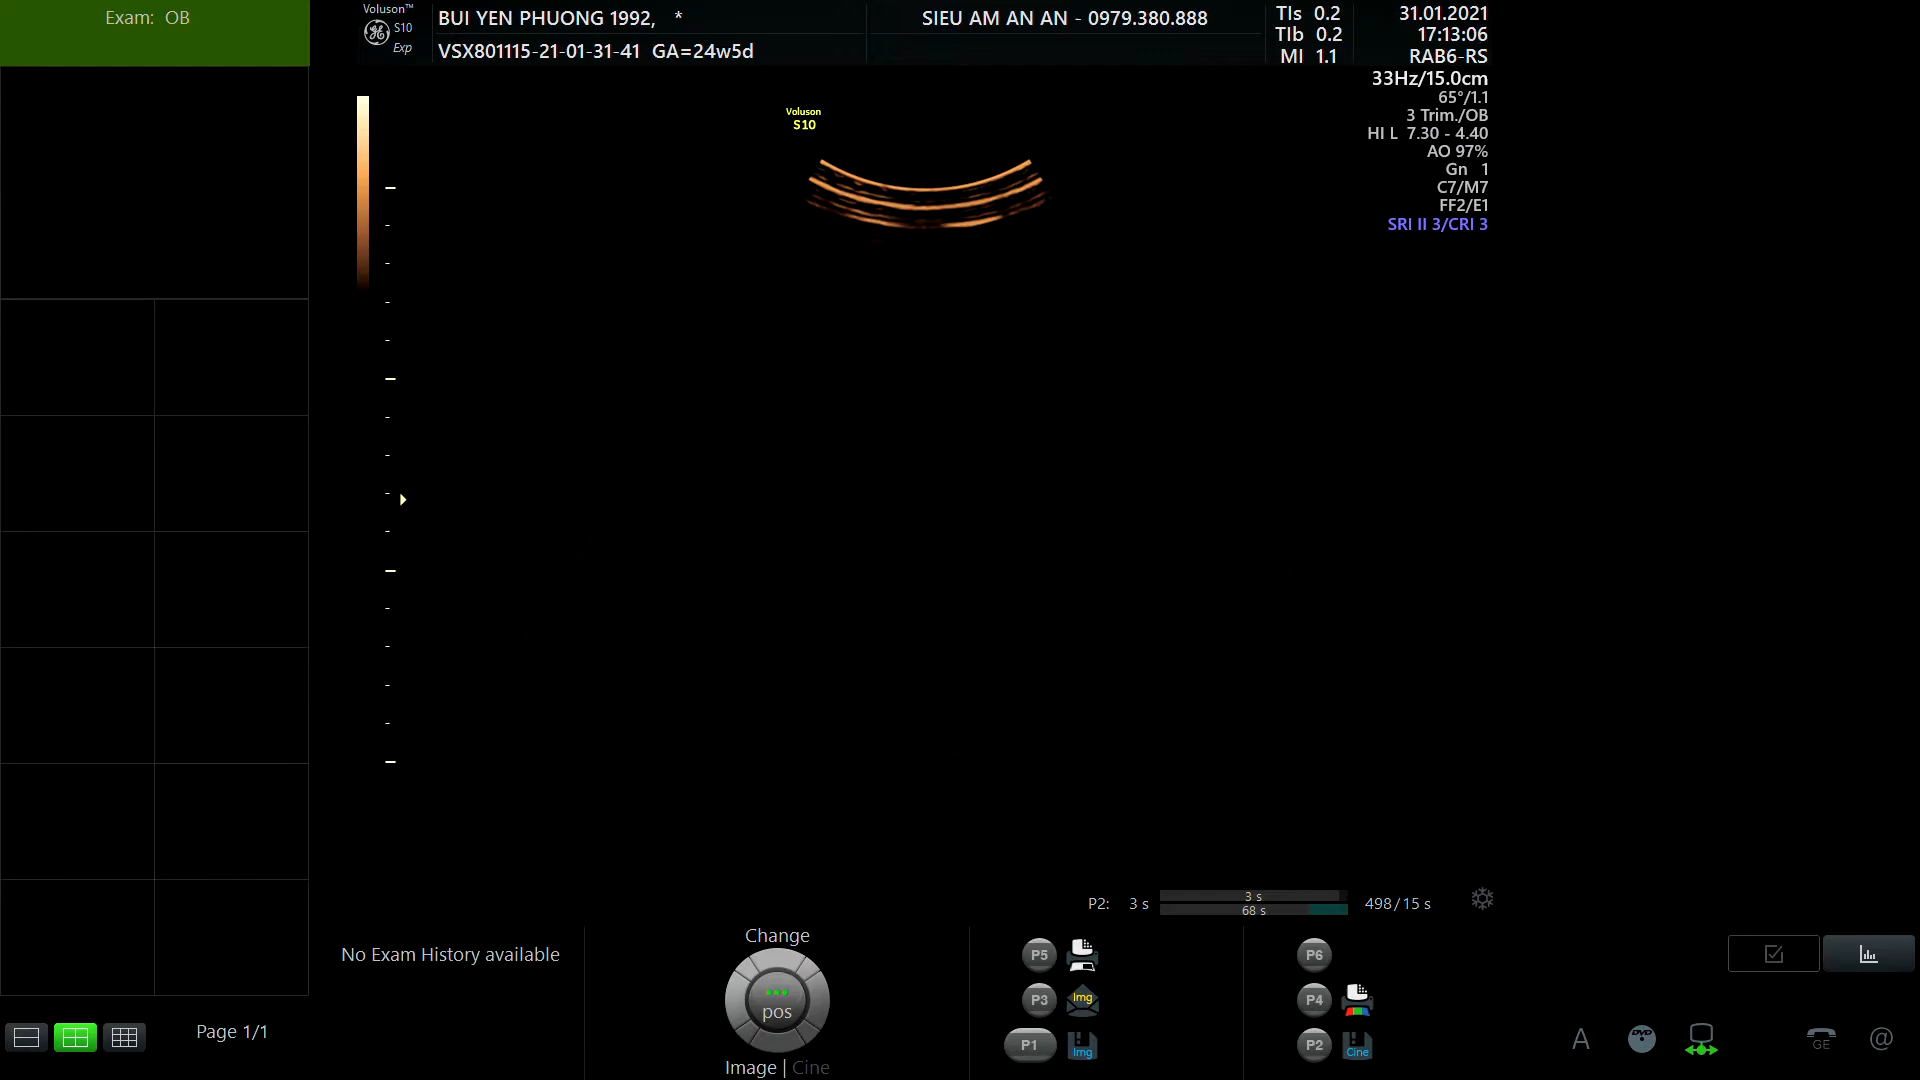 Exam: OB
Voluson™
S10
Exp
BUI YEN PHUONG 1992, *
VSX801115-21-01-31-41 GA=24w5d
SIEU AM AN AN - 0979.380.888
TIs 0.2
TIb 0.2
MI 1.1
31.01.2021
17:13:06
RAB6-RS
33Hz/15.0cm
65°/1.1
3 Trim./OB
HI L 7.30 - 4.40
AO 97%
Gn 1
C7/M7
FF2/E1
SRI II 3/CRI 3
Voluson
S10
P2: 3 s
3 s
68 s
498/15 s
No Exam History available
Change
pos
Image | Cine
P5
P3 Img
P1 Img
P6
P4
P2 Cine
Page 1/1
A
DVD
GE
@